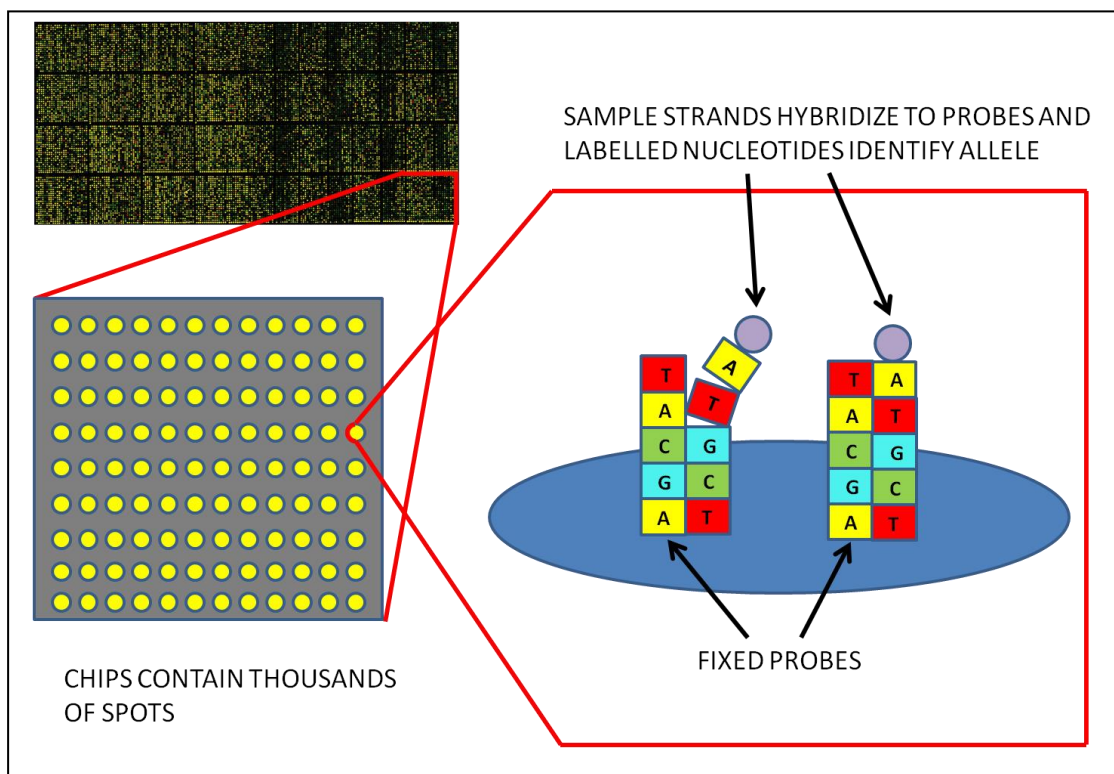 SAMPLE STRANDS HYBRIDIZE TO PROBES AND
LABELLED NUCLEOTIDES IDENTIFY ALLELE
T
A
C
G
A
A
T
G
C
T
T A
A T
C G
G C
A T
FIXED PROBES
CHIPS CONTAIN THOUSANDS
OF SPOTS